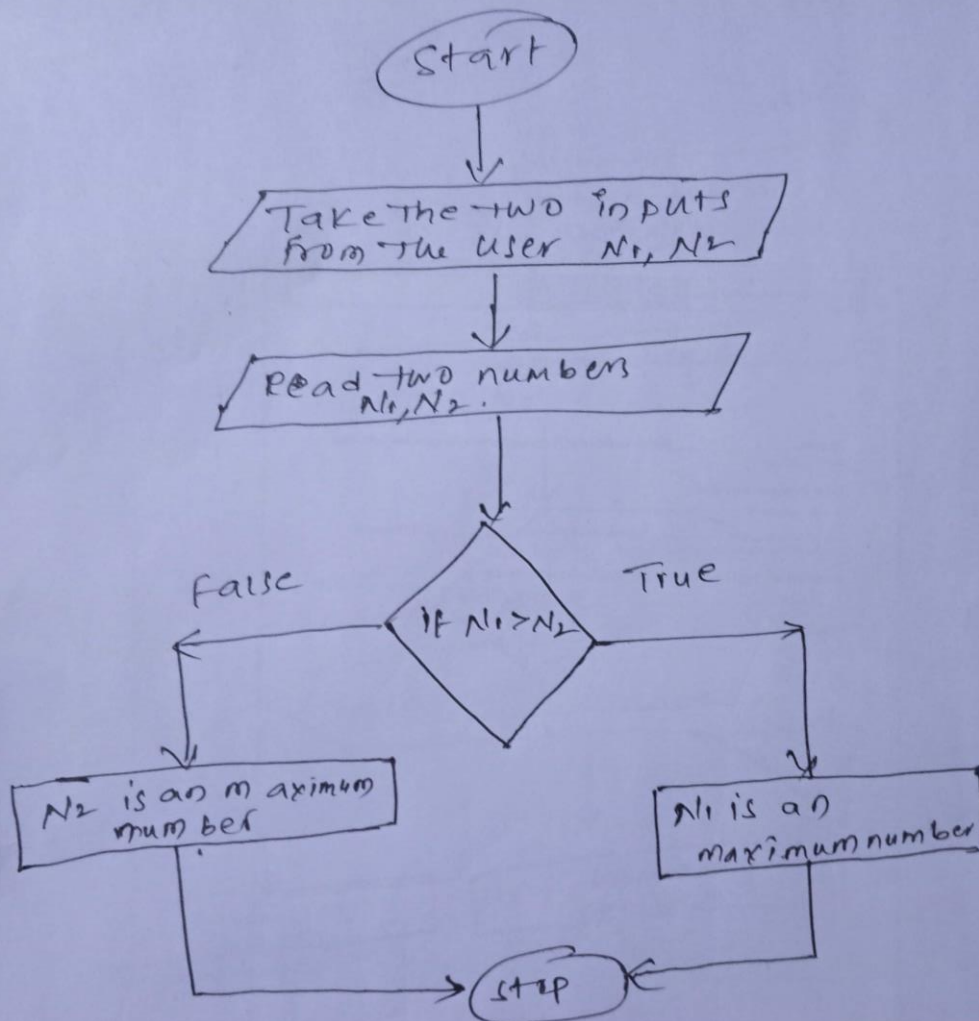 Start
Take the two inputs
from the user N1, N2
Read two numbers
N1, N2.
False
True
If N1>N2
N2 is an maximum
mumber
N1 is an
maximum number
stop